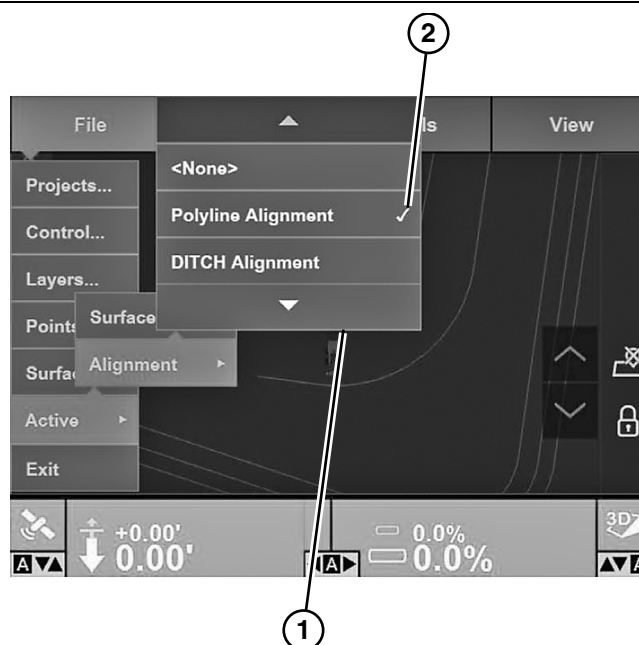 2
File
ls
View
<None>
Projects...
Polyline Alignment ✓
Control...
DITCH Alignment
Layers...
Points
Surface
Alignment
Surfa
Active
Exit
+0.00'
0.00'
0.0%
0.0%
3D
A
A
A
1